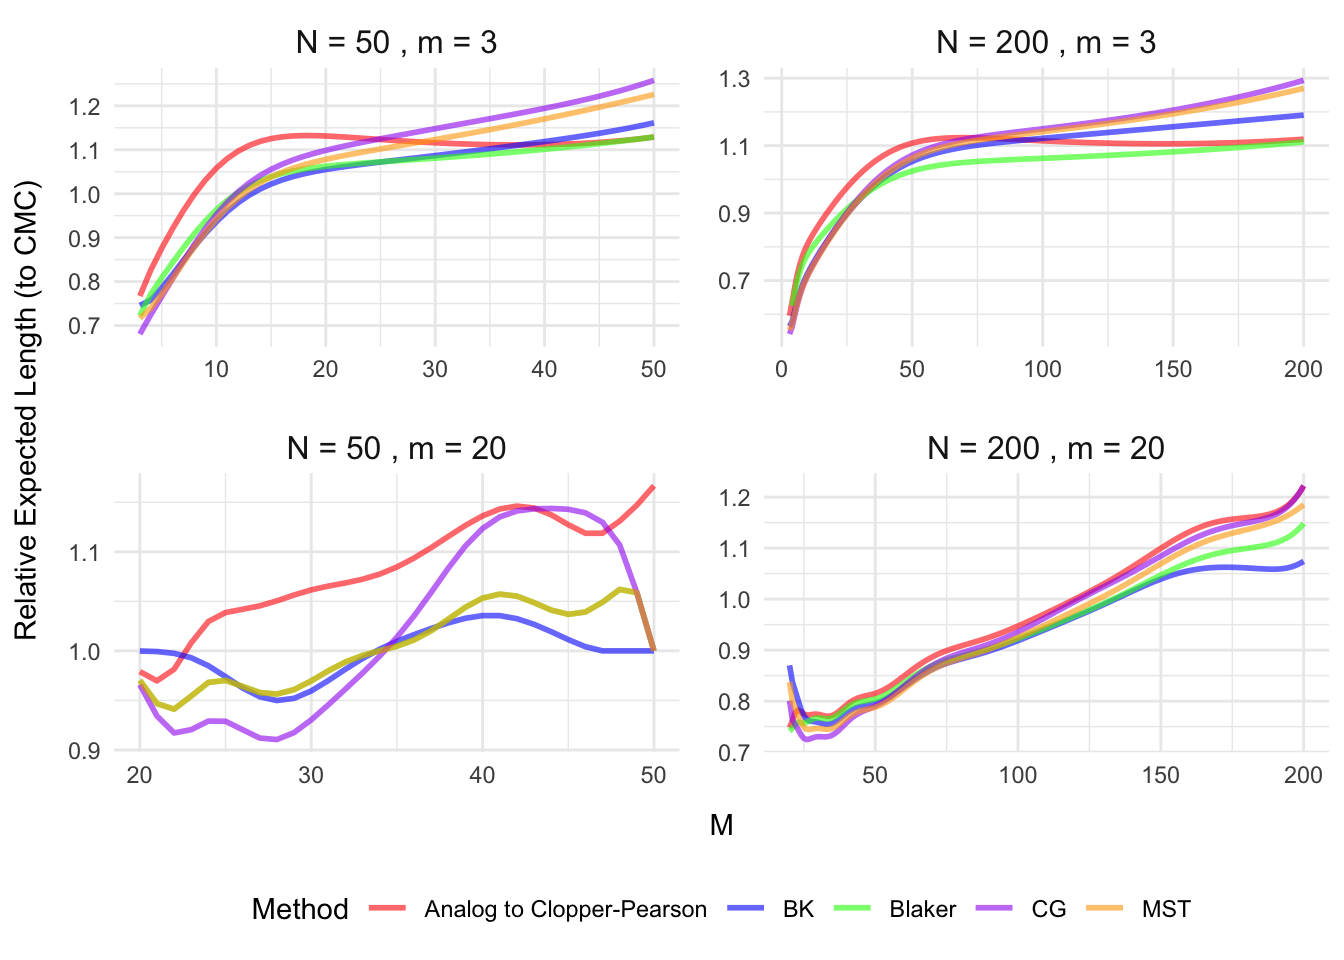 N = 50 , m = 3
N = 200 , m = 3
1.2
1.1
1.0
0.9
0.8
0.7
10 20 30 40 50
1.3
1.1
0.9
0.7
0 50 100 150 200
Relative Expected Length (to CMC)
N = 50 , m = 20
N = 200 , m = 20
1.1
1.0
0.9
20 30 40 50
1.2
1.1
1.0
0.9
0.8
0.7
50 100 150 200
M
Method Analog to Clopper-Pearson BK Blaker CG MST